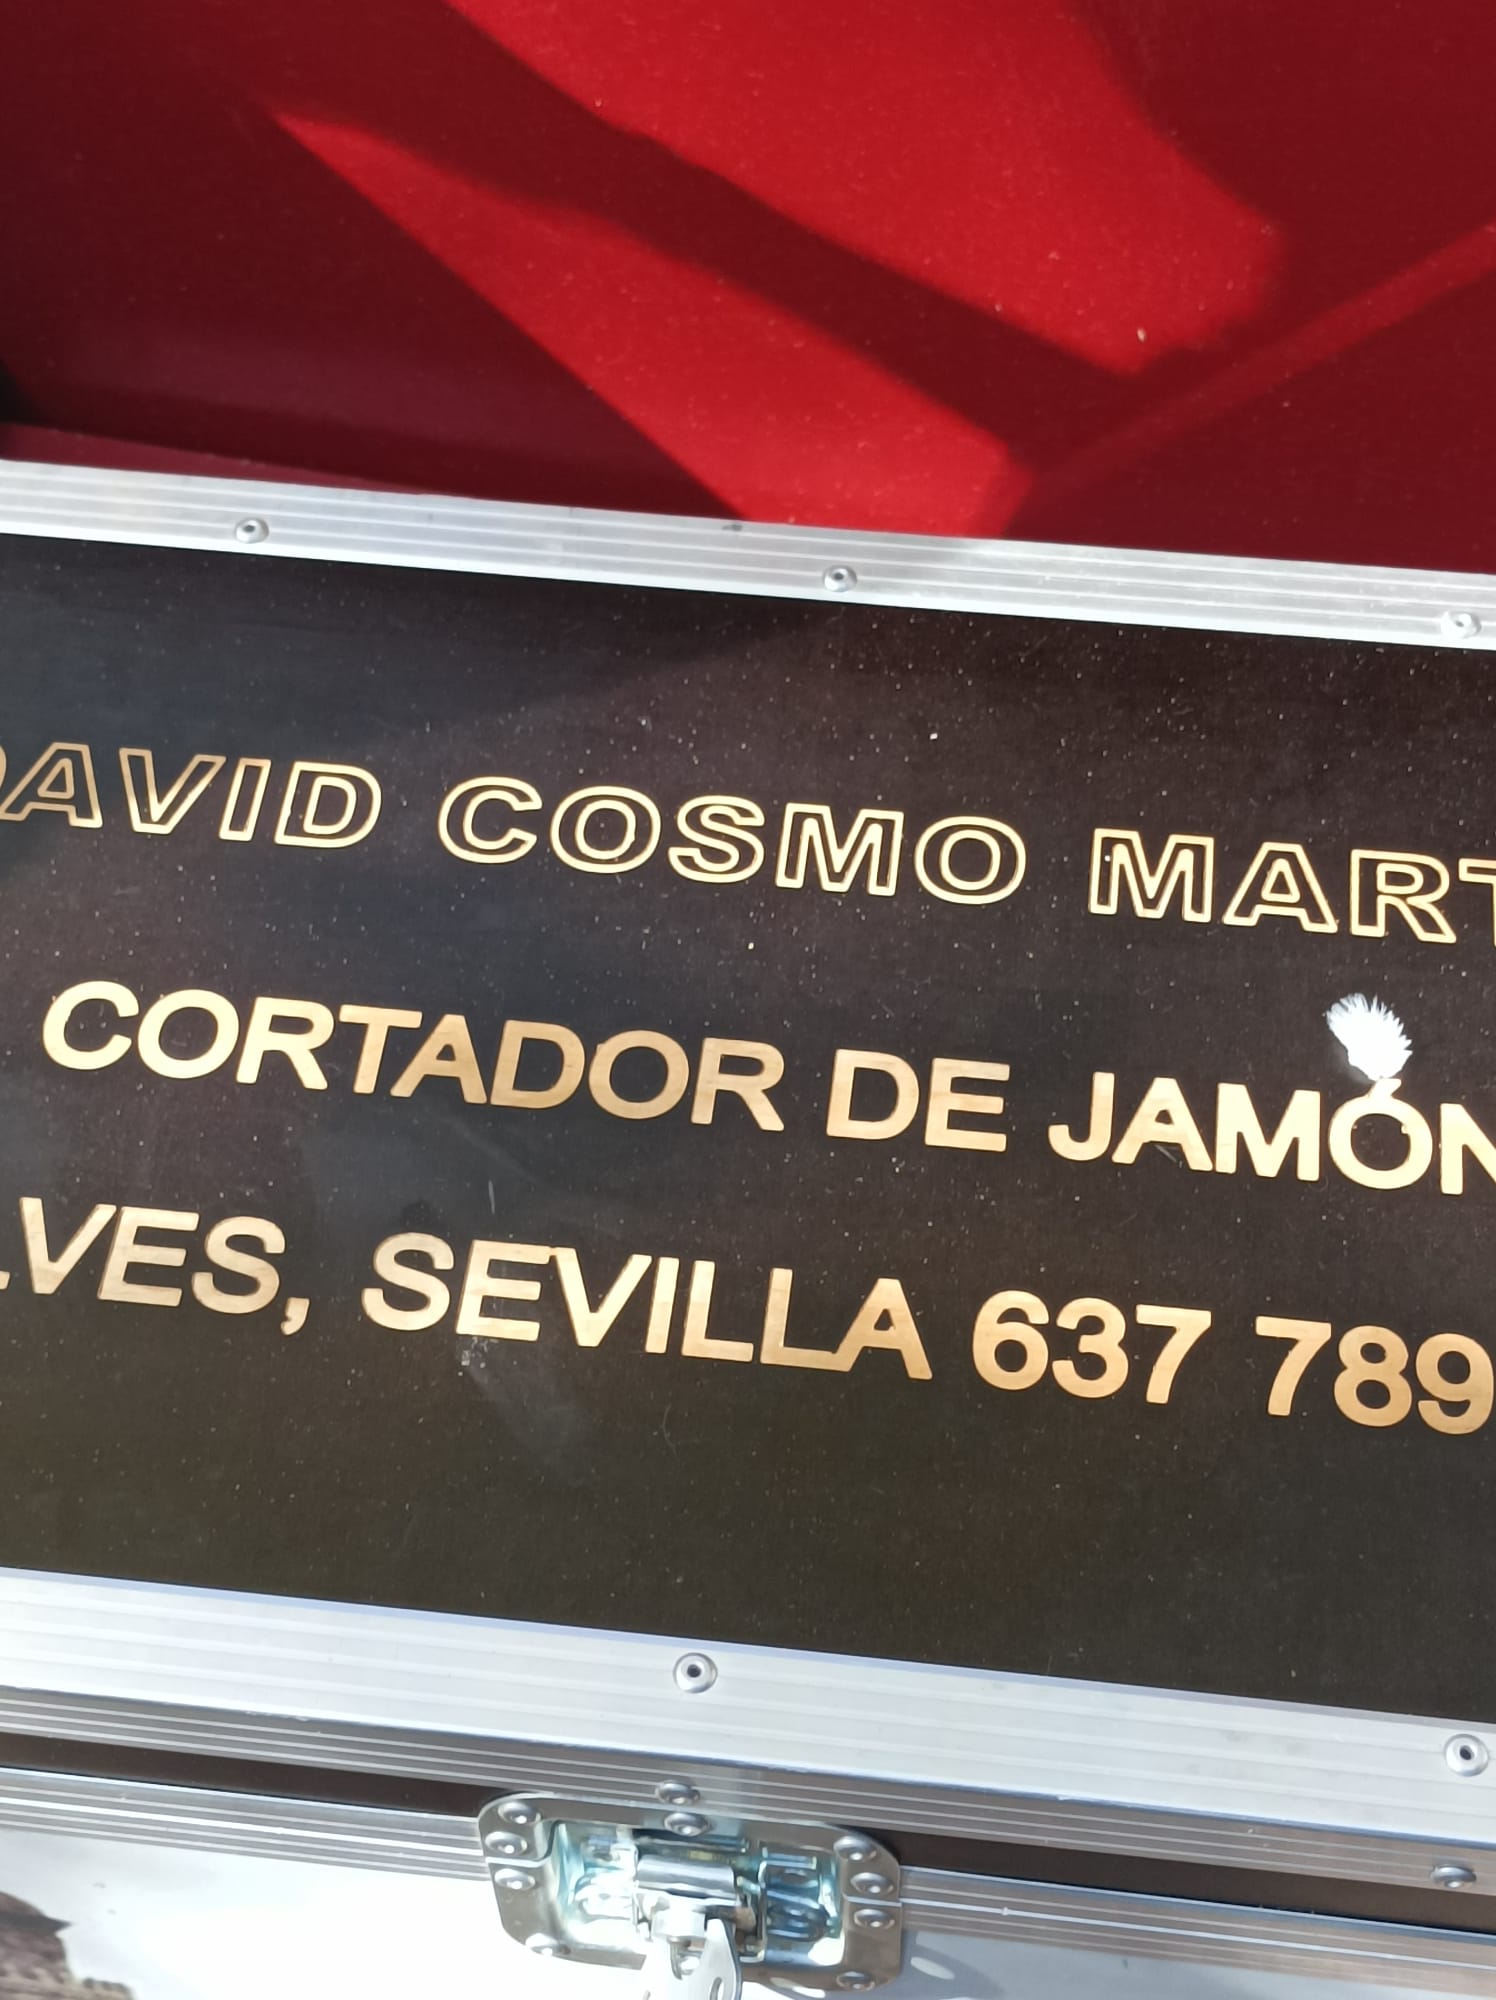 DAVID COSMO MART
CORTADOR DE JAMÓN
LVES, SEVILLA 637 789